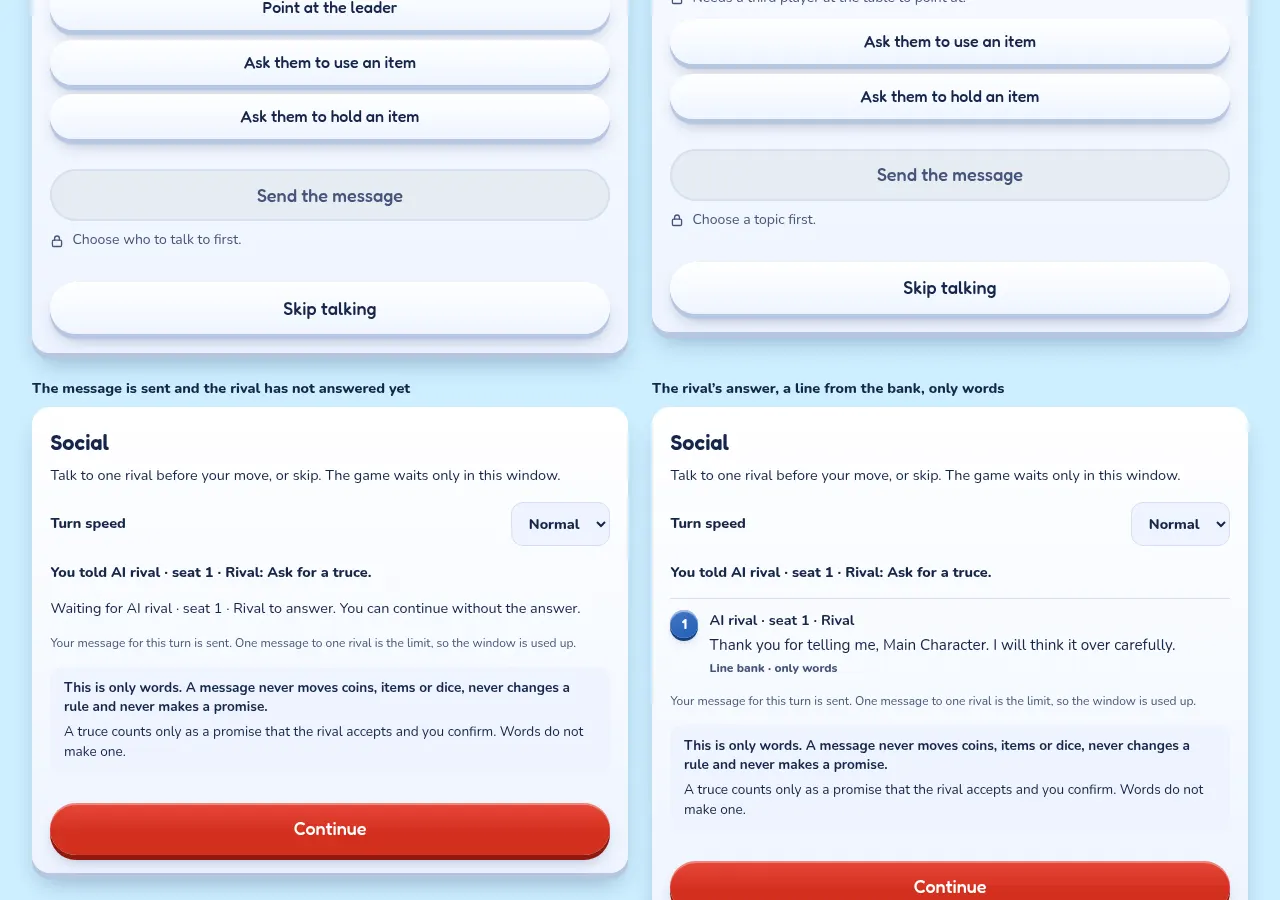 Point at the leader
Ask them to use an item
Ask them to hold an item
Send the message
Choose who to talk to first.
Skip talking
Needs a third player at the table to point at.
Ask them to use an item
Ask them to hold an item
Send the message
Choose a topic first.
Skip talking
The message is sent and the rival has not answered yet
Social
Talk to one rival before your move, or skip. The game waits only in this window.
Turn speed
Normal
You told AI rival · seat 1 · Rival: Ask for a truce.
Waiting for AI rival · seat 1 · Rival to answer. You can continue without the answer.
Your message for this turn is sent. One message to one rival is the limit, so the window is used up.
This is only words. A message never moves coins, items or dice, never changes a
rule and never makes a promise.
A truce counts only as a promise that the rival accepts and you confirm. Words do not
make one.
Continue
The rival’s answer, a line from the bank, only words
Social
Talk to one rival before your move, or skip. The game waits only in this window.
Turn speed
Normal
You told AI rival · seat 1 · Rival: Ask for a truce.
1
AI rival · seat 1 · Rival
Thank you for telling me, Main Character. I will think it over carefully.
Line bank · only words
Your message for this turn is sent. One message to one rival is the limit, so the window is used up.
This is only words. A message never moves coins, items or dice, never changes a
rule and never makes a promise.
A truce counts only as a promise that the rival accepts and you confirm. Words do not
make one.
Continue